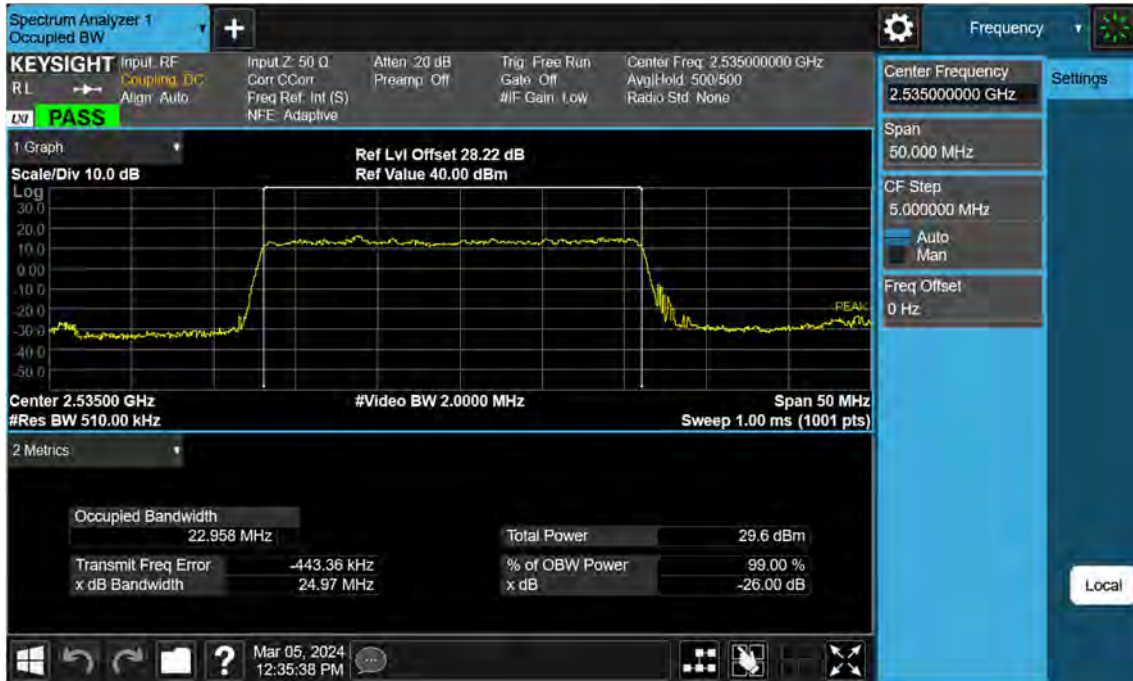 Spectrum Analyzer 1
Occupied BW
+
Frequency
KEYSIGHT
RL
LXI PASS
Input: RF
Coupling: DC
Align: Auto
Input Z: 50 Ω
Corr CCorr
Freq Ref: Int (S)
NFE: Adaptive
Atten: 20 dB
Preamp: Off
Trig: Free Run
Gate: Off
#IF Gain: Low
Center Freq: 2.535000000 GHz
Avg|Hold: 500/500
Radio Std: None
1 Graph
Scale/Div 10.0 dB
Ref Lvl Offset 28.22 dB
Ref Value 40.00 dBm
Log
30.0
20.0
10.0
0.00
-10.0
-20.0
-30.0
-40.0
-50.0
PEAK
Center 2.53500 GHz
#Res BW 510.00 kHz
#Video BW 2.0000 MHz
Span 50 MHz
Sweep 1.00 ms (1001 pts)
2 Metrics
Occupied Bandwidth
22.958 MHz
Transmit Freq Error -443.36 kHz
x dB Bandwidth 24.97 MHz
Total Power 29.6 dBm
% of OBW Power 99.00 %
x dB -26.00 dB
Center Frequency
2.535000000 GHz
Span
50.000 MHz
CF Step
5.000000 MHz
Auto
Man
Freq Offset
0 Hz
Settings
Local
?
Mar 05, 2024
12:35:38 PM